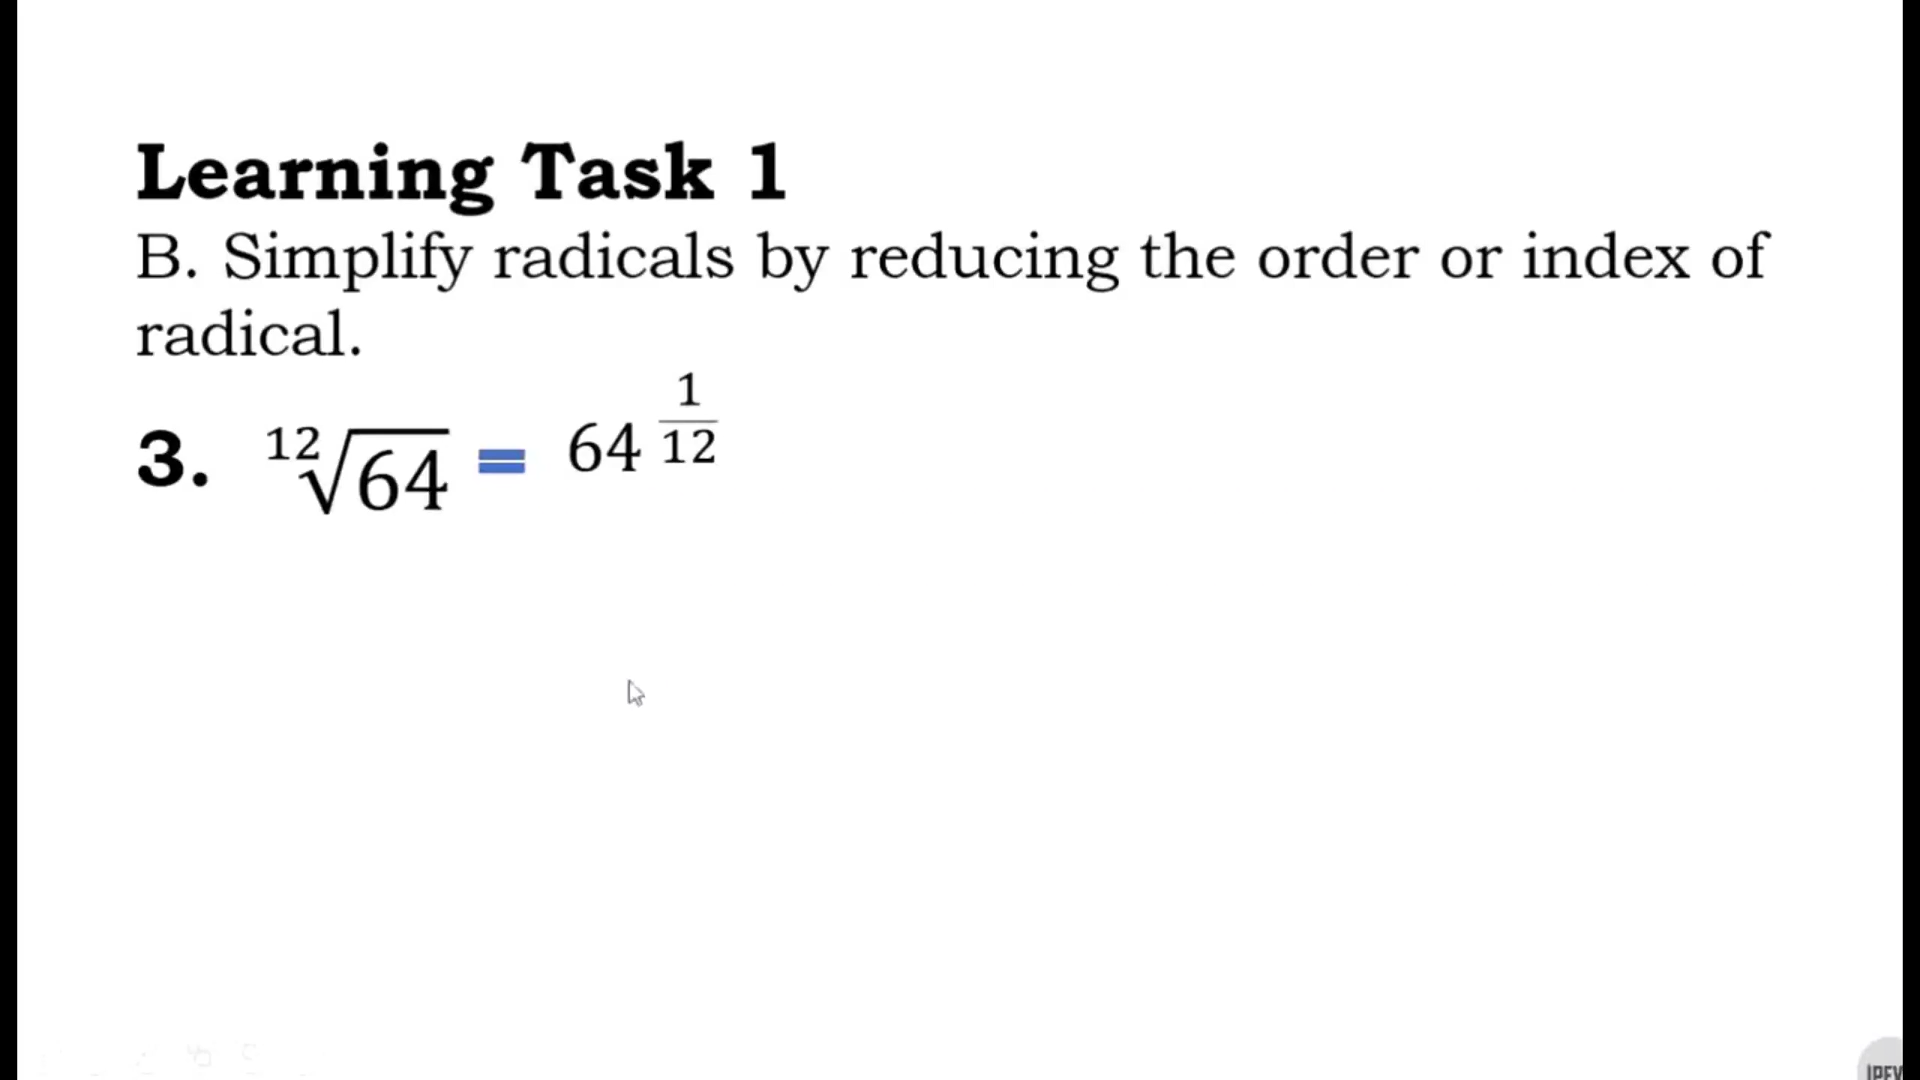 Learning Task 1
B. Simplify radicals by reducing the order or index of
radical.
3. ¹²√64 = 64^(1/12)